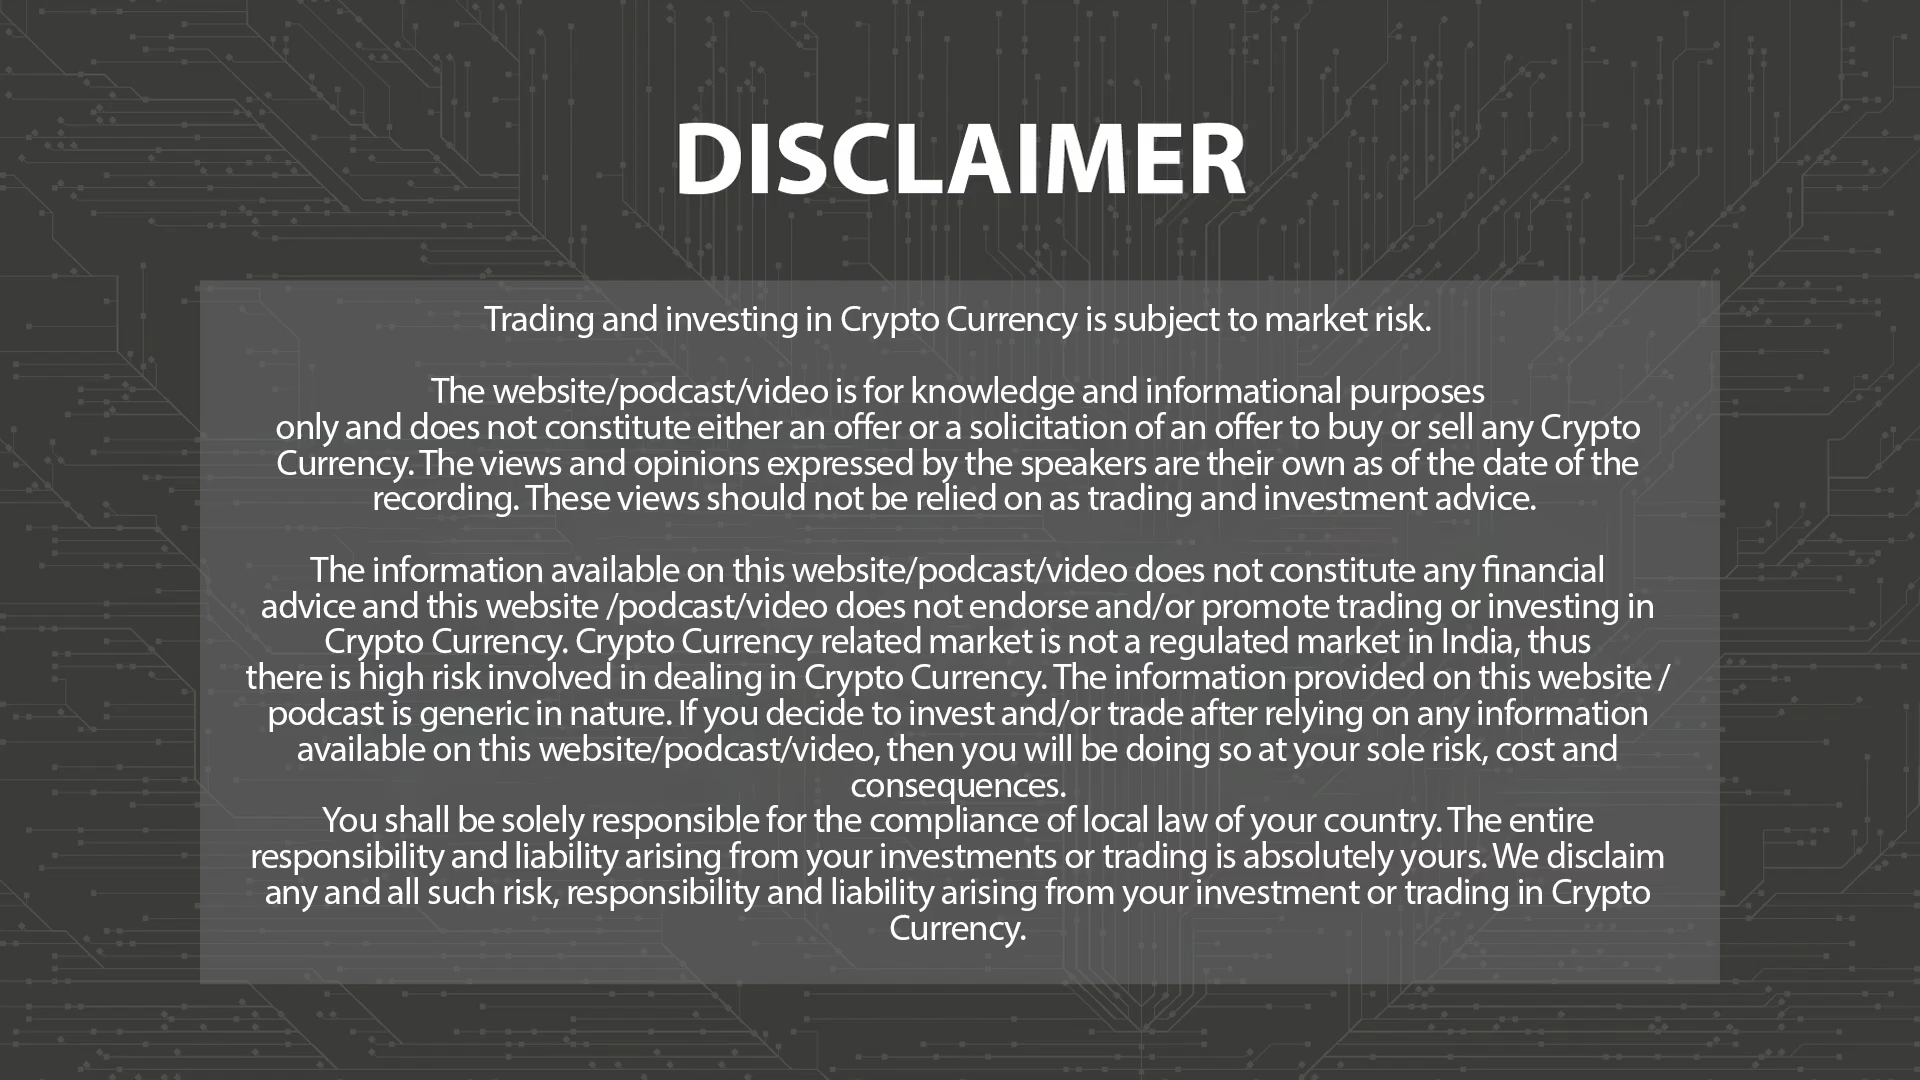 DISCLAIMER
Trading and investing in Crypto Currency is subject to market risk.
The website/podcast/video is for knowledge and informational purposes
only and does not constitute either an offer or a solicitation of an offer to buy or sell any Crypto
Currency. The views and opinions expressed by the speakers are their own as of the date of the
recording. These views should not be relied on as trading and investment advice.
The information available on this website/podcast/video does not constitute any financial
advice and this website /podcast/video does not endorse and/or promote trading or investing in
Crypto Currency. Crypto Currency related market is not a regulated market in India, thus
there is high risk involved in dealing in Crypto Currency. The information provided on this website /
podcast is generic in nature. If you decide to invest and/or trade after relying on any information
available on this website/podcast/video, then you will be doing so at your sole risk, cost and
consequences.
You shall be solely responsible for the compliance of local law of your country. The entire
responsibility and liability arising from your investments or trading is absolutely yours. We disclaim
any and all such risk, responsibility and liability arising from your investment or trading in Crypto
Currency.